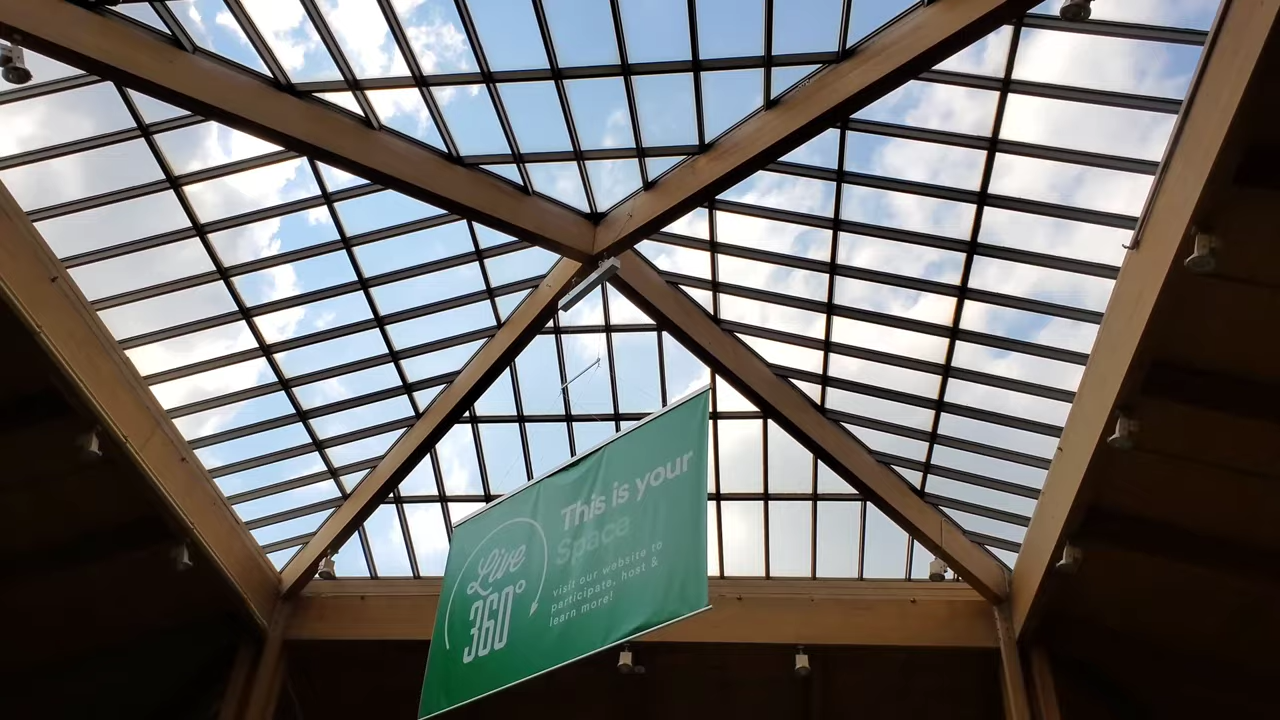 Live
360°
This is your
Space
visit our website to
participate, host &
learn more!